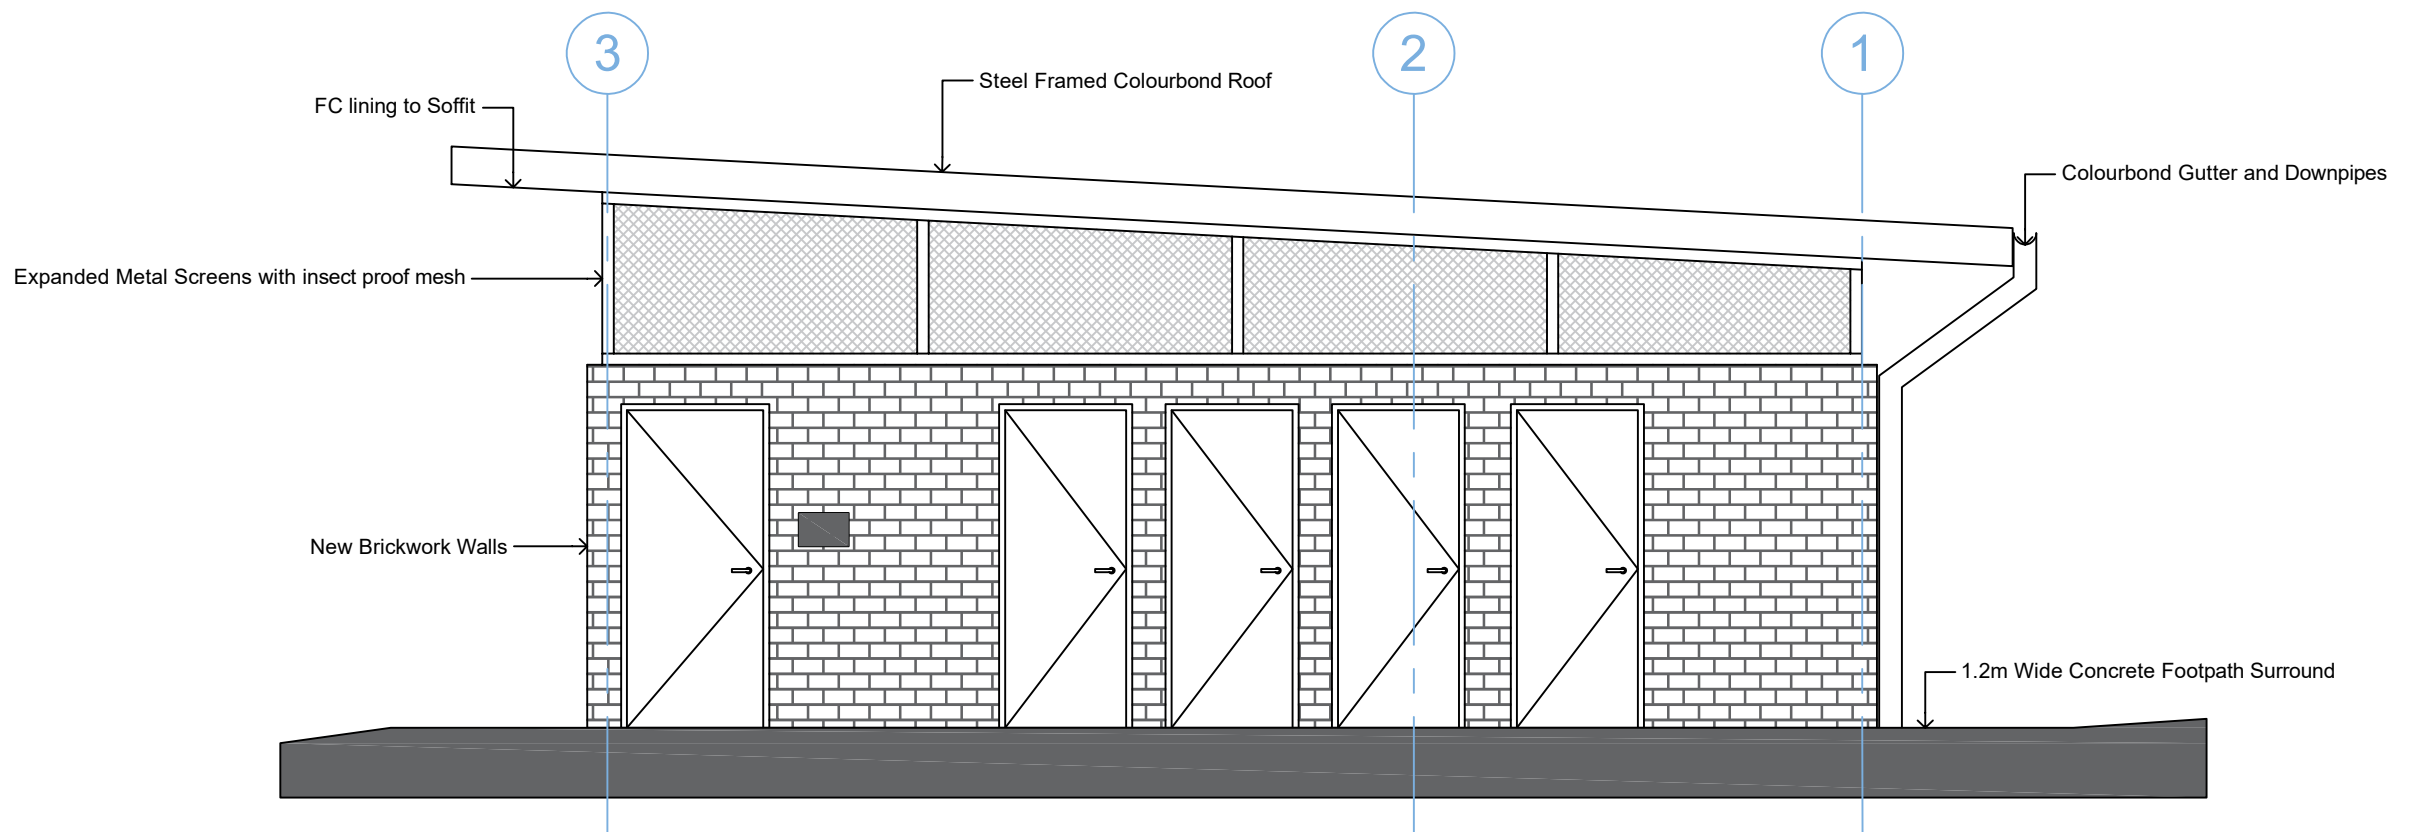 3
2
1
Steel Framed Colourbond Roof
FC lining to Soffit
Colourbond Gutter and Downpipes
Expanded Metal Screens with insect proof mesh
New Brickwork Walls
1.2m Wide Concrete Footpath Surround